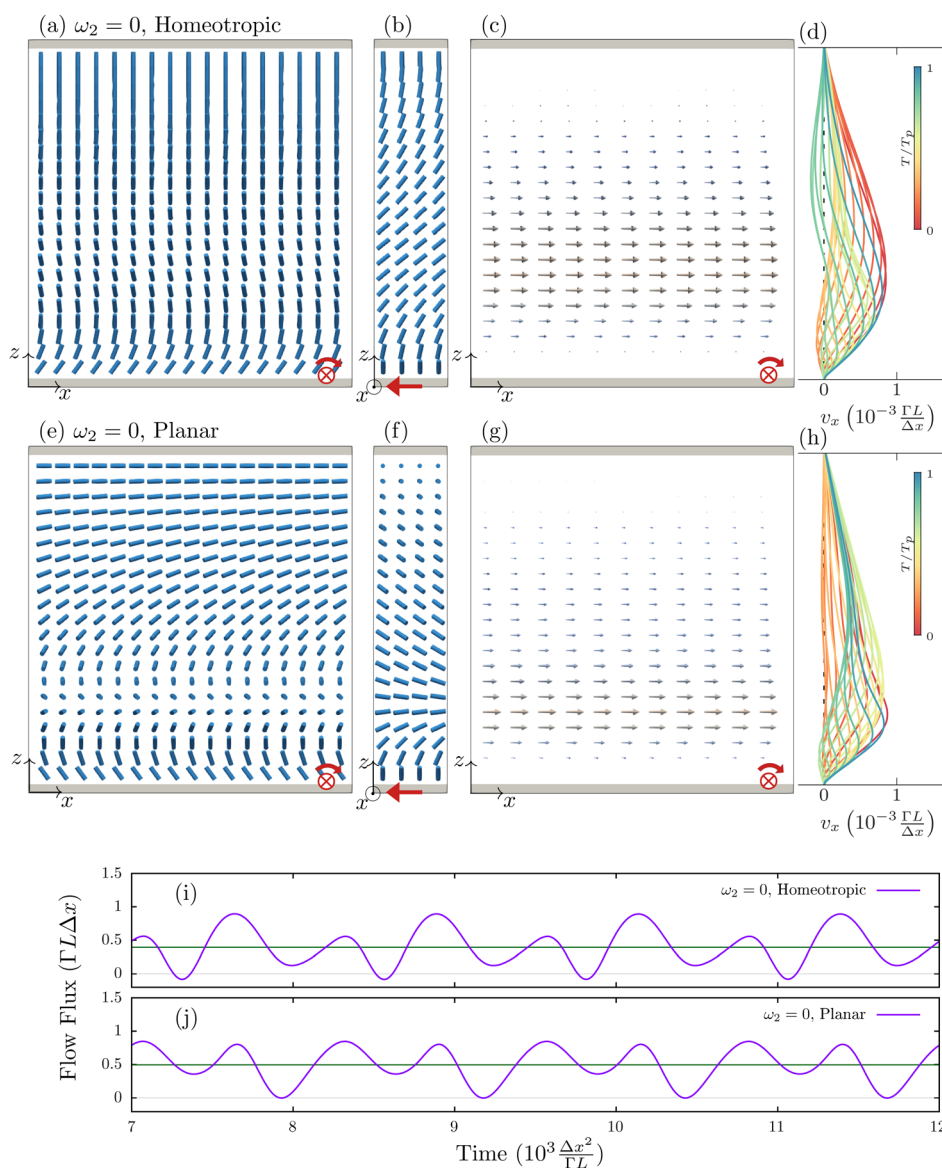 (a) ω₂ = 0, Homeotropic (b) (c) (d)
1
T/Tₚ
0
z
x
z
x
z
x
0 1
vₓ (10⁻³ ΓL/Δx)
(e) ω₂ = 0, Planar (f) (g) (h)
1
T/Tₚ
0
z
x
z
x
z
x
0 1
vₓ (10⁻³ ΓL/Δx)
Flow Flux (ΓLΔx)
1.5
1
0.5
0
(i)
ω₂ = 0, Homeotropic
1.5
1
0.5
0
(j)
ω₂ = 0, Planar
7 8 9 10 11 12
Time (10³ Δx²/ΓL)